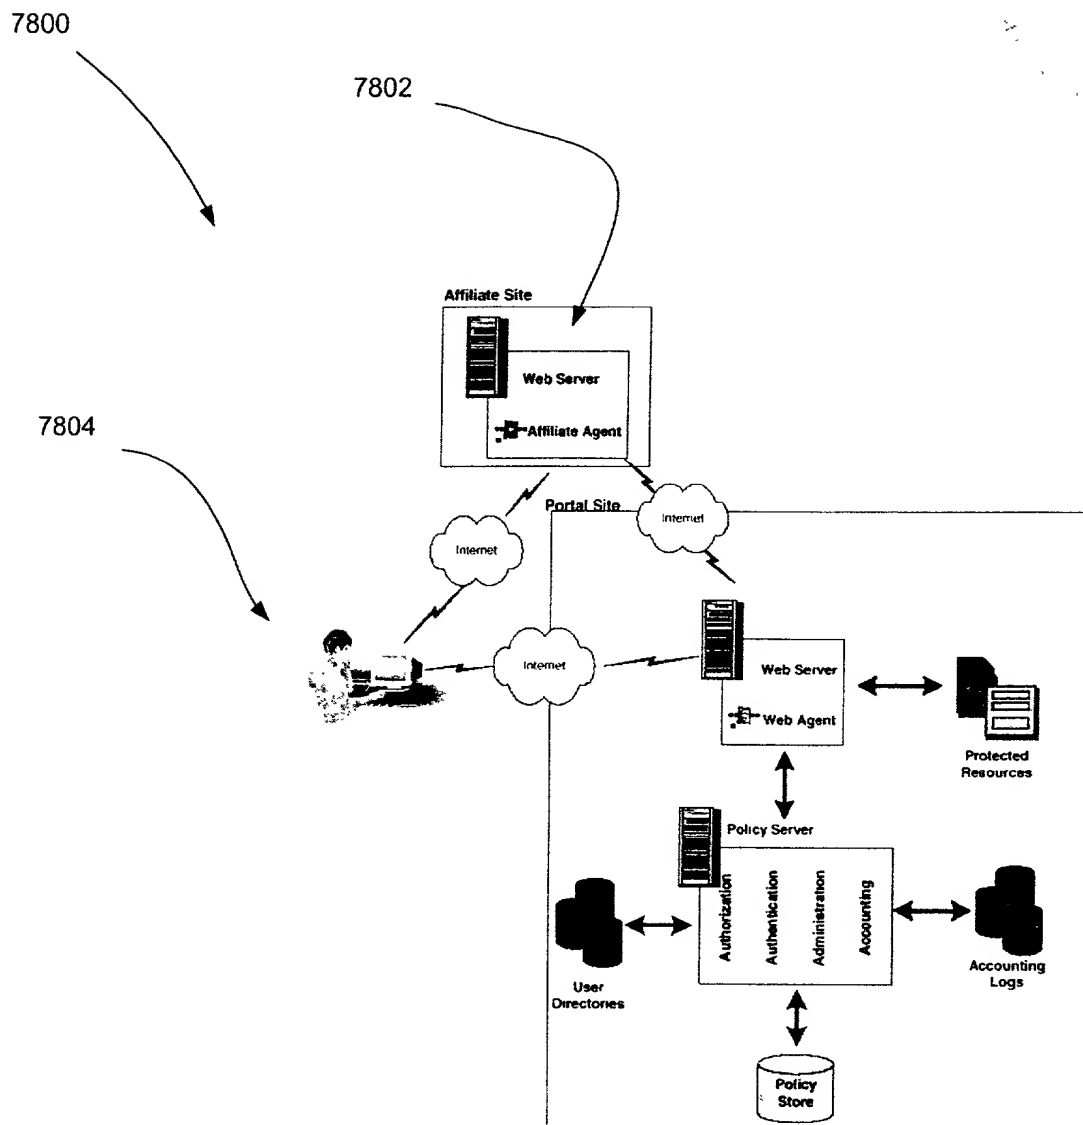 7800
7802
Affiliate Site
Web Server
Affiliate Agent
7804
Portal Site
Internet
Internet
Internet
Web Server
Web Agent
Protected
Resources
Policy Server
Authorization
Authentication
Administration
Accounting
User
Directories
Accounting
Logs
Policy
Store